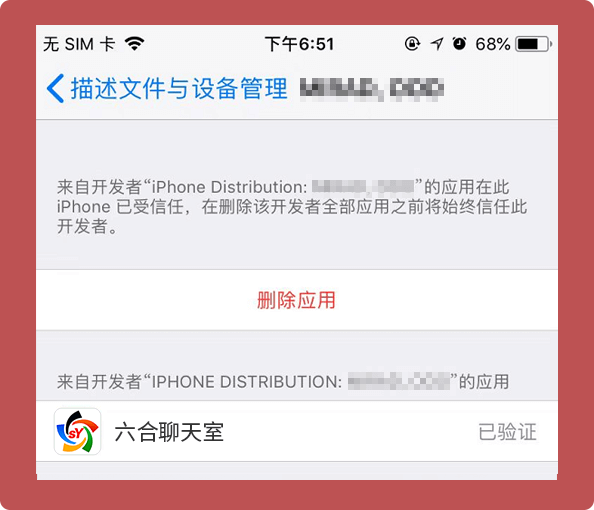 无 SIM 卡 下午6:51 68%
描述文件与设备管理
来自开发者“iPhone Distribution: ”的应用在此
iPhone 已受信任，在删除该开发者全部应用之前将始终信任此
开发者。
删除应用
来自开发者“IPHONE DISTRIBUTION: ”的应用
SY 六合聊天室 已验证